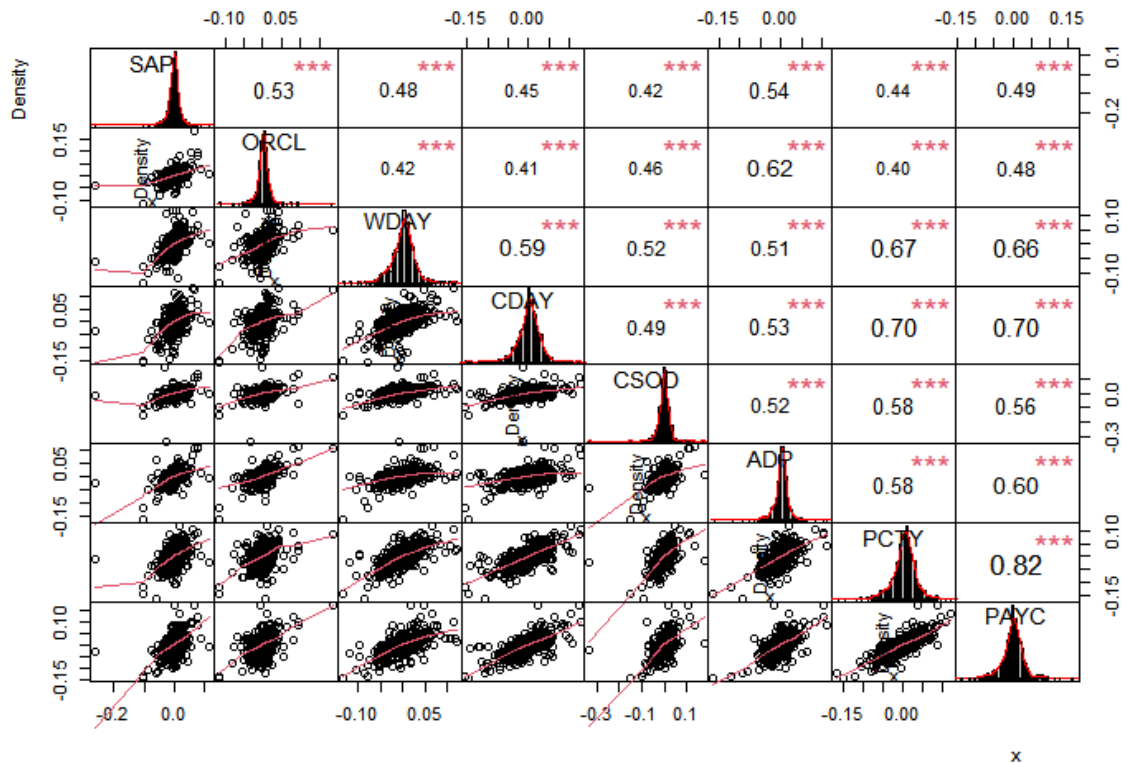 -0.10 0.05 -0.15 0.00 -0.15 0.00 -0.15 0.00 0.15
Density
SAP *** *** *** *** *** *** ***
0.53 0.48 0.45 0.42 0.54 0.44 0.49
-0.2 0.1
-0.10 0.15
Density
ORCL *** *** *** *** *** ***
0.42 0.41 0.46 0.62 0.40 0.48
x
WDAY *** *** *** *** ***
0.59 0.52 0.51 0.67 0.66
-0.10 0.10
x
-0.15 0.05
CDAY *** *** *** ***
0.49 0.53 0.70 0.70
CSOD *** *** ***
0.52 0.58 0.56
-0.3 0.0
Density
x
-0.15 0.05
ADP *** ***
0.58 0.60
Density
x
PCTY ***
0.82
-0.15 0.10
x
-0.15 0.10
PAYC
Density
x
-0.2 0.0 -0.10 0.05 -0.3 -0.1 0.1 -0.15 0.00
x